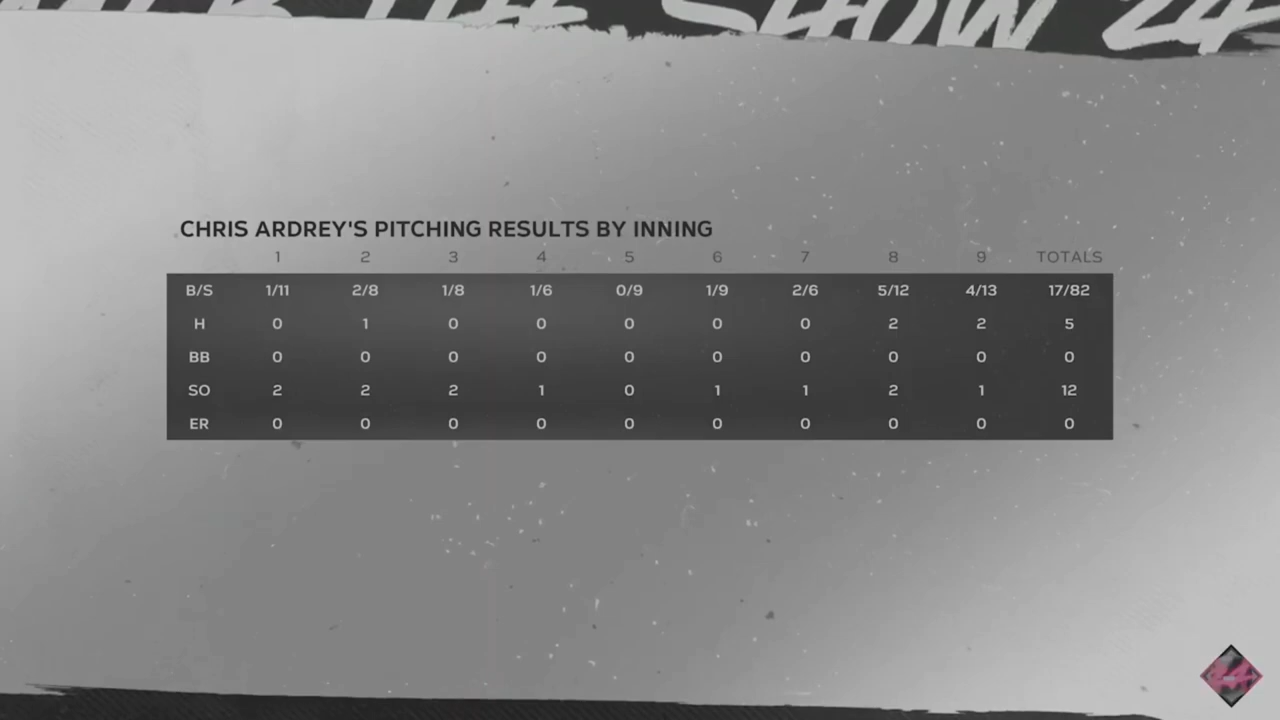 THE SHOW 24
CHRIS ARDREY'S PITCHING RESULTS BY INNING
1 2 3 4 5 6 7 8 9 TOTALS
B/S 1/11 2/8 1/8 1/6 0/9 1/9 2/6 5/12 4/13 17/82
H 0 1 0 0 0 0 0 2 2 5
BB 0 0 0 0 0 0 0 0 0 0
SO 2 2 2 1 0 1 1 2 1 12
ER 0 0 0 0 0 0 0 0 0 0